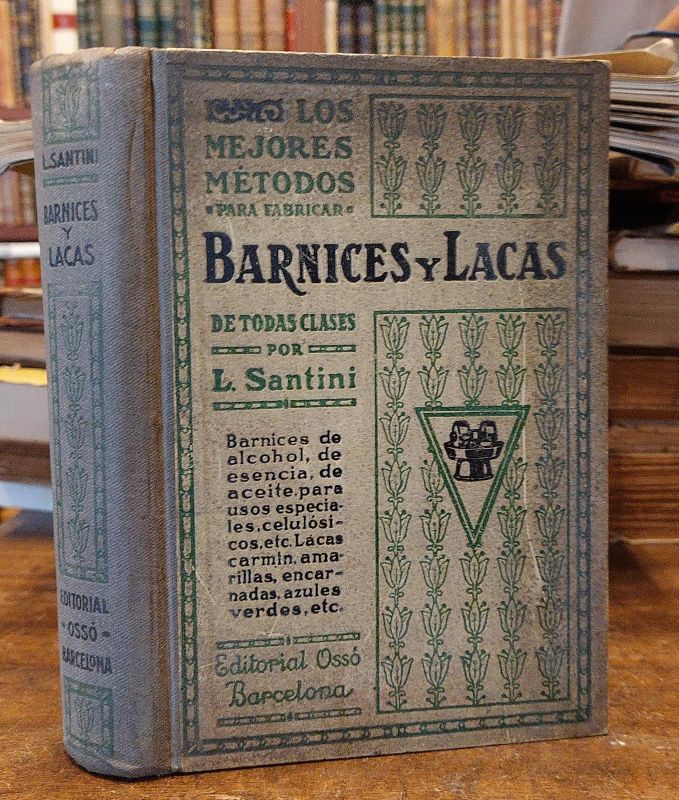 L. SANTINI
BARNICES
Y
LACAS
EDITORIAL
OSSÓ
BARCELONA
LOS
MEJORES
MÉTODOS
PARA FABRICAR
BARNICES Y LACAS
DE TODAS CLASES
POR
L. Santini
Barnices de
alcohol, de
esencia, de
aceite, para
usos especia-
les, celulósi-
cos, etc. Lacas
carmin, ama-
rillas, encar-
nadas, azules
verdes, etc.
Editorial Ossó
Barcelona